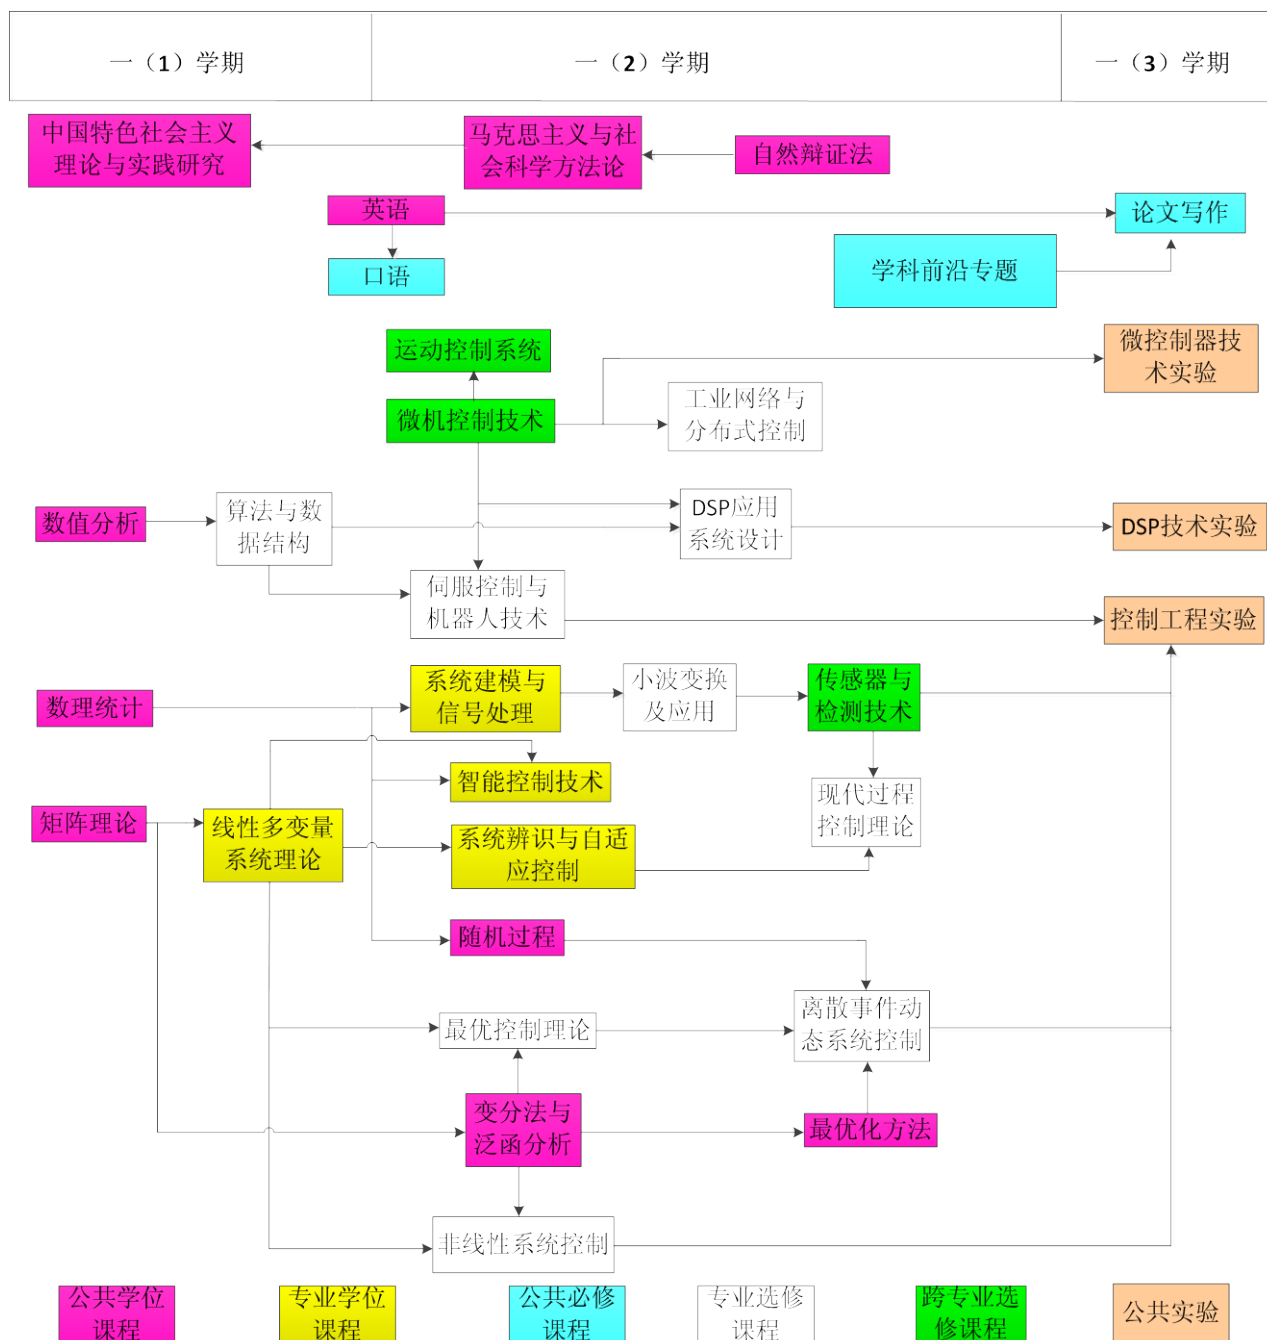 一（1）学期
一（2）学期
一（3）学期
中国特色社会主义
理论与实践研究
马克思主义与社
会科学方法论
自然辩证法
英语
论文写作
口语
学科前沿专题
运动控制系统
微控制器技
术实验
微机控制技术
工业网络与
分布式控制
数值分析
算法与数
据结构
DSP应用
系统设计
DSP技术实验
伺服控制与
机器人技术
控制工程实验
数理统计
系统建模与
信号处理
小波变换
及应用
传感器与
检测技术
智能控制技术
现代过程
控制理论
矩阵理论
线性多变量
系统理论
系统辨识与自适
应控制
随机过程
最优控制理论
离散事件动
态系统控制
变分法与
泛函分析
最优化方法
非线性系统控制
公共学位
课程
专业学位
课程
公共必修
课程
专业选修
课程
跨专业选
修课程
公共实验